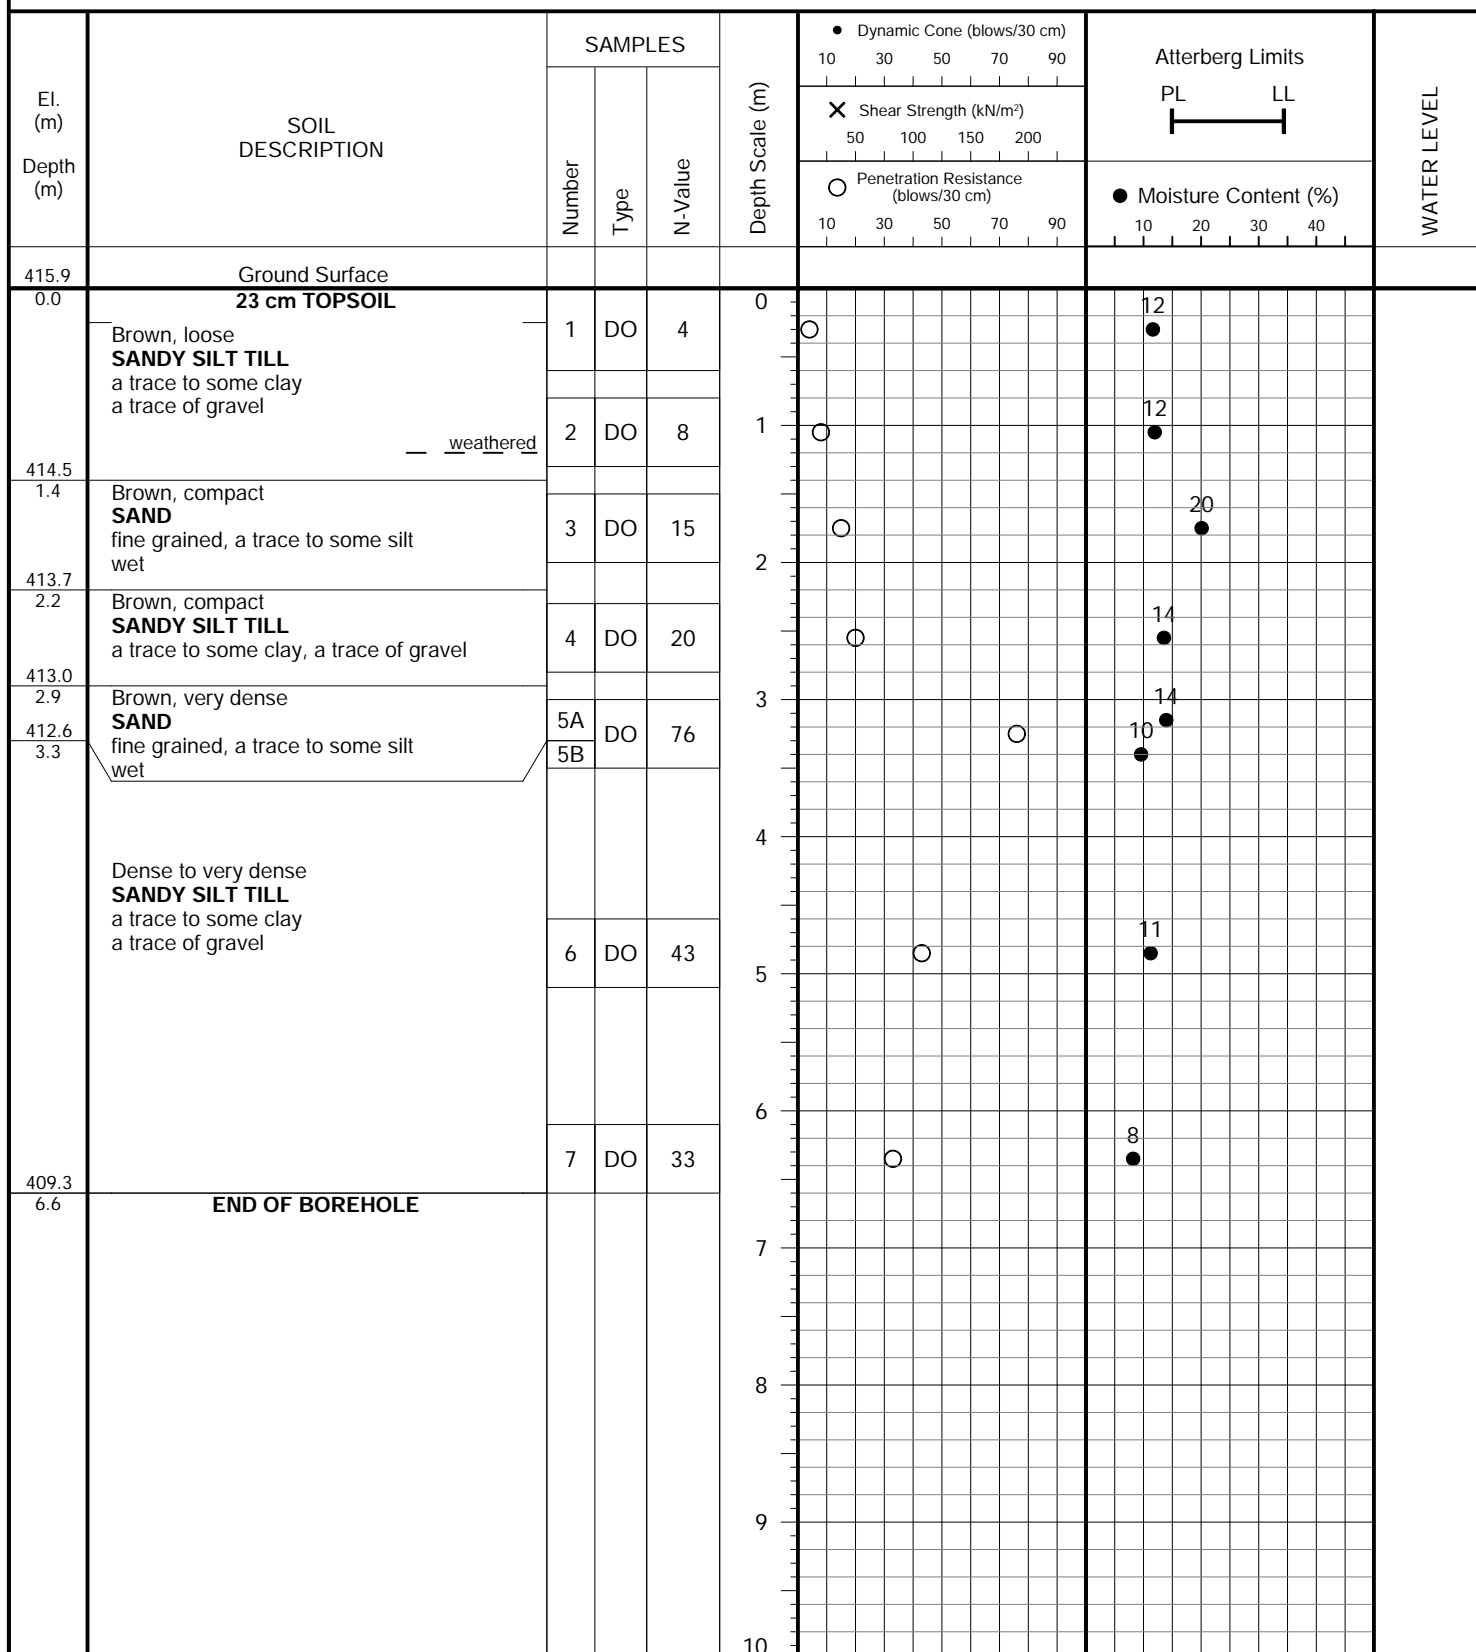 El.
(m)
Depth
(m)
SOIL
DESCRIPTION
SAMPLES
Number
Type
N-Value
Depth Scale (m)
Dynamic Cone (blows/30 cm)
10 30 50 70 90
Shear Strength (kN/m²)
50 100 150 200
Penetration Resistance
(blows/30 cm)
10 30 50 70 90
Atterberg Limits
PL LL
Moisture Content (%)
10 20 30 40
WATER LEVEL
415.9 Ground Surface
0.0 23 cm TOPSOIL 0
12
Brown, loose 1 DO 4
SANDY SILT TILL
a trace to some clay
a trace of gravel
12
1
weathered 2 DO 8
414.5
1.4 Brown, compact
20
SAND
fine grained, a trace to some silt 3 DO 15
wet
2
413.7
2.2 Brown, compact
14
SANDY SILT TILL
a trace to some clay, a trace of gravel 4 DO 20
413.0
2.9 Brown, very dense 3
14
SAND 5A DO 76
412.6
10
3.3 fine grained, a trace to some silt 5B
wet
4
Dense to very dense
SANDY SILT TILL
a trace to some clay
11
a trace of gravel 6 DO 43
5
6
8
7 DO 33
409.3
6.6 END OF BOREHOLE
7
8
9
10